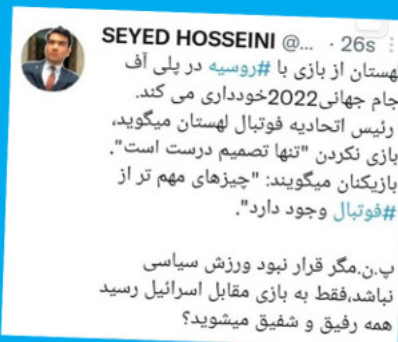 SEYED HOSSEINI @... · 26s
لهستان از بازی با #روسیه در پلی آف
جام جهانی2022خودداری می کند.
رئیس اتحادیه فوتبال لهستان میگوید،
بازی نکردن "تنها تصمیم درست است".
بازیکنان میگویند: "چیزهای مهم تر از
#فوتبال وجود دارد".
پ.ن.مگر قرار نبود ورزش سیاسی
نباشد،فقط به بازی مقابل اسرائیل رسید
همه رفیق و شفیق میشوید؟